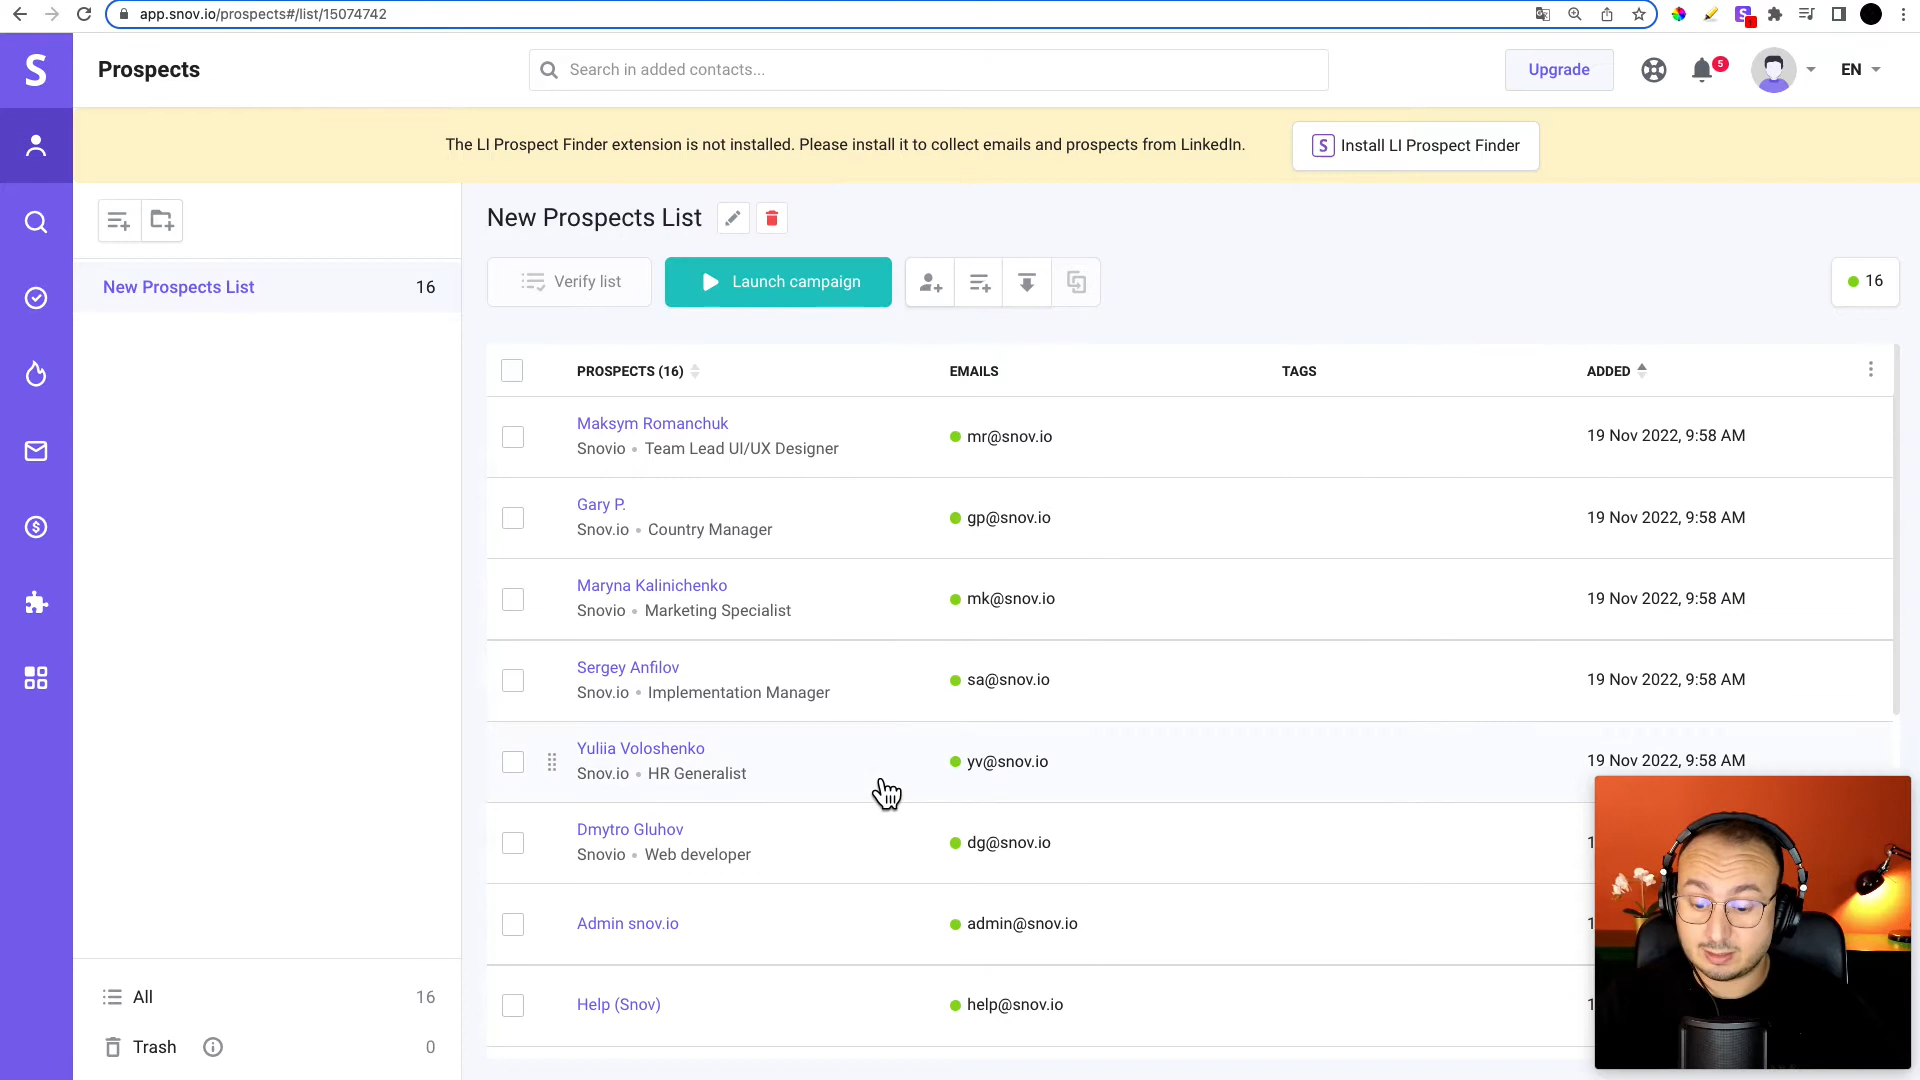 app.snov.io/prospects#/list/15074742
S
Prospects
Search in added contacts...
Upgrade
5
EN
The LI Prospect Finder extension is not installed. Please install it to collect emails and prospects from LinkedIn.
S Install LI Prospect Finder
New Prospects List 16
New Prospects List
Verify list
Launch campaign
16
PROSPECTS (16) EMAILS TAGS ADDED
Maksym Romanchuk
Snovio • Team Lead UI/UX Designer
mr@snov.io
19 Nov 2022, 9:58 AM
Gary P.
Snov.io • Country Manager
gp@snov.io
19 Nov 2022, 9:58 AM
Maryna Kalinichenko
Snovio • Marketing Specialist
mk@snov.io
19 Nov 2022, 9:58 AM
Sergey Anfilov
Snov.io • Implementation Manager
sa@snov.io
19 Nov 2022, 9:58 AM
Yuliia Voloshenko
Snov.io • HR Generalist
yv@snov.io
19 Nov 2022, 9:58 AM
Dmytro Gluhov
Snovio • Web developer
dg@snov.io
1
Admin snov.io
admin@snov.io
1
Help (Snov)
help@snov.io
1
All 16
Trash 0